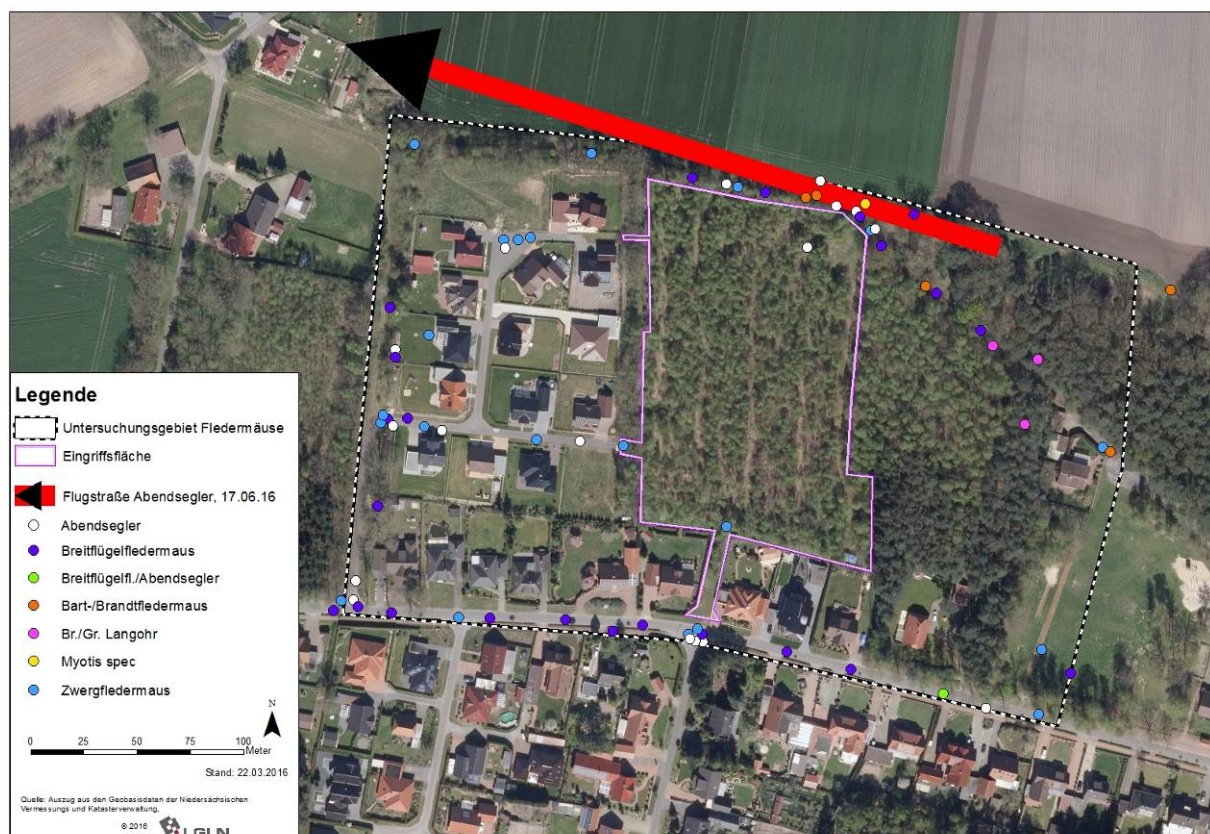 Legende
Untersuchungsgebiet Fledermäuse
Eingriffsfläche
Flugstraße Abendsegler, 17.06.16
Abendsegler
Breitflügelfledermaus
Breitflügelfl./Abendsegler
Bart-/Brandtfledermaus
Br./Gr. Langohr
Myotis spec
Zwergfledermaus
N
0 25 50 100
Meter
Stand: 22.03.2016
Quelle: Auszug aus den Geobasisdaten der Niedersächsischen
Vermessungs und Katasterverwaltung,
© 2016 LGLN